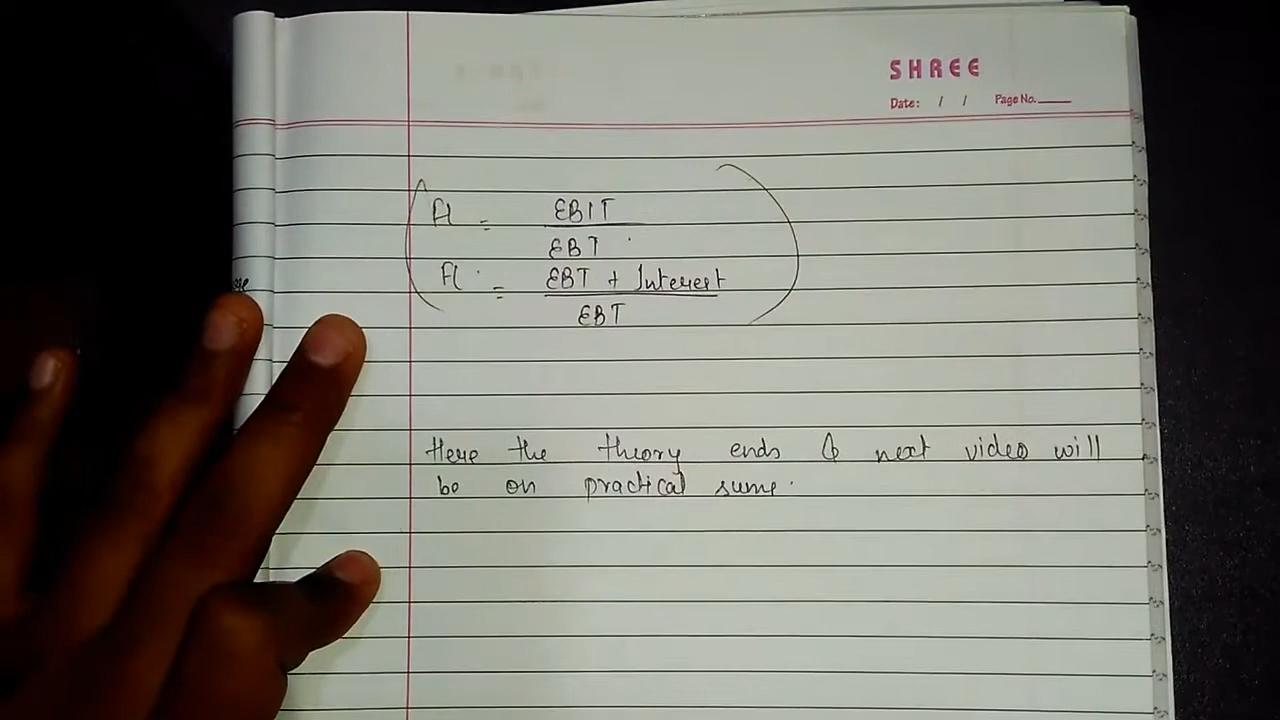 SHREE
Date: / / Page No.
FL = EBIT
EBT
FL = EBT + Interest
EBT
Here the theory ends & next video will
be on practical sums.